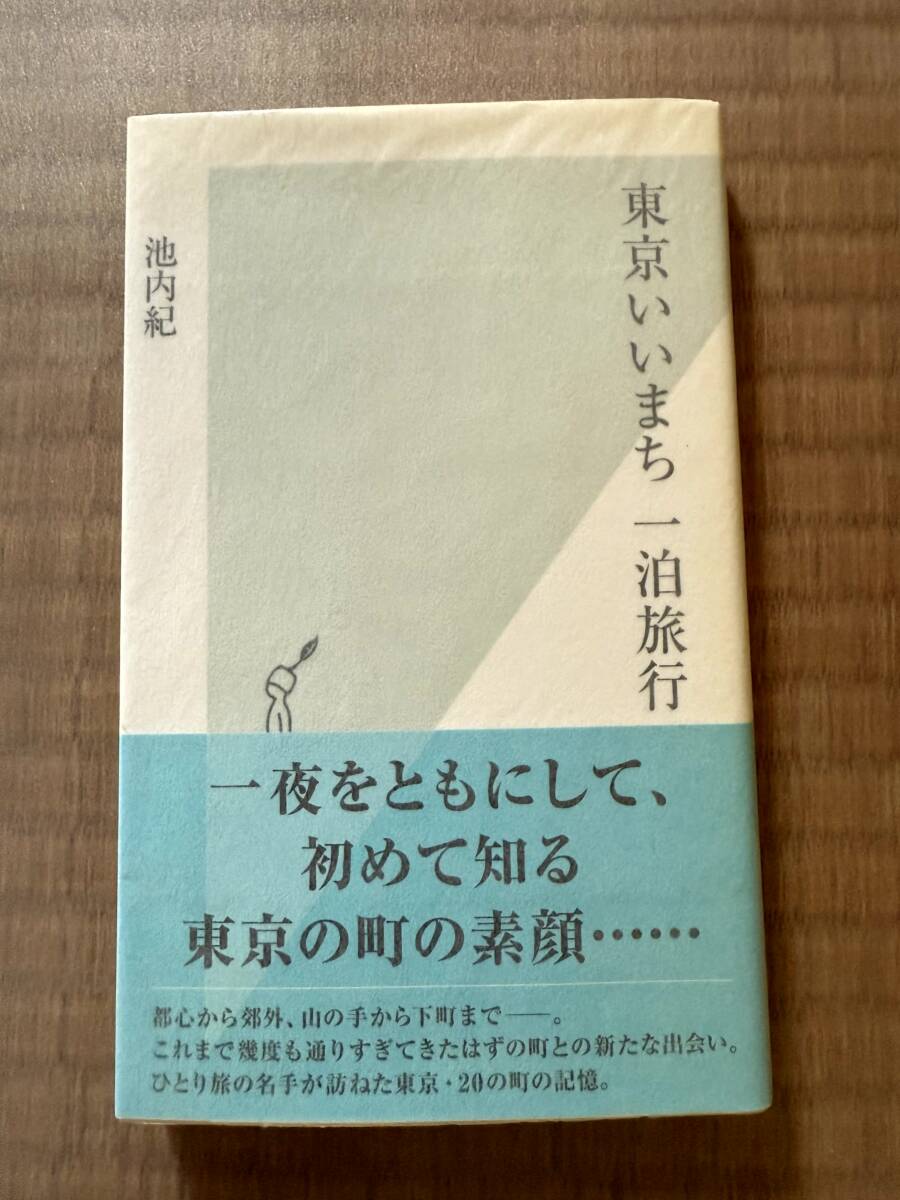 東京いいまち 一泊旅行
池内紀
一夜をともにして、
初めて知る
東京の町の素顔……
都心から郊外、山の手から下町まで――。
これまで幾度も通りすぎてきたはずの町との新たな出会い。
ひとり旅の名手が訪ねた東京・20の町の記憶。